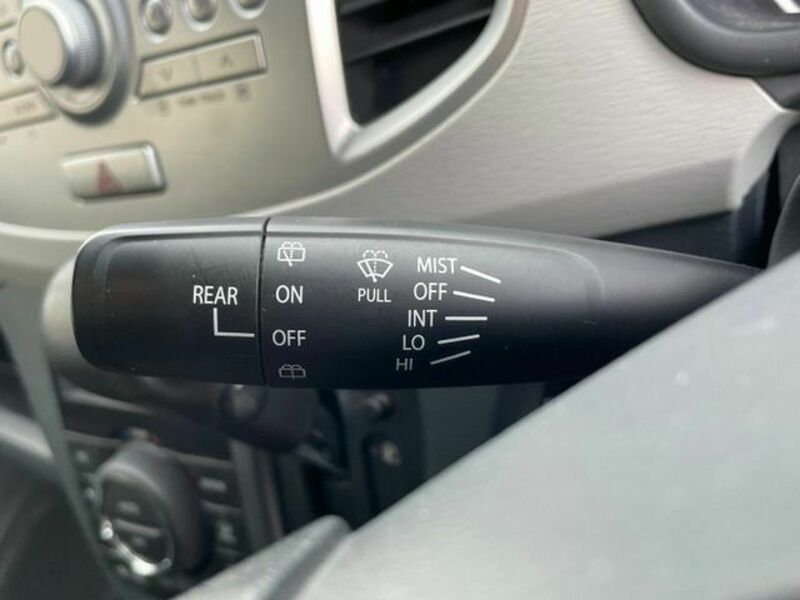 REAR
ON
OFF
PULL
MIST
OFF
INT
LO
HI